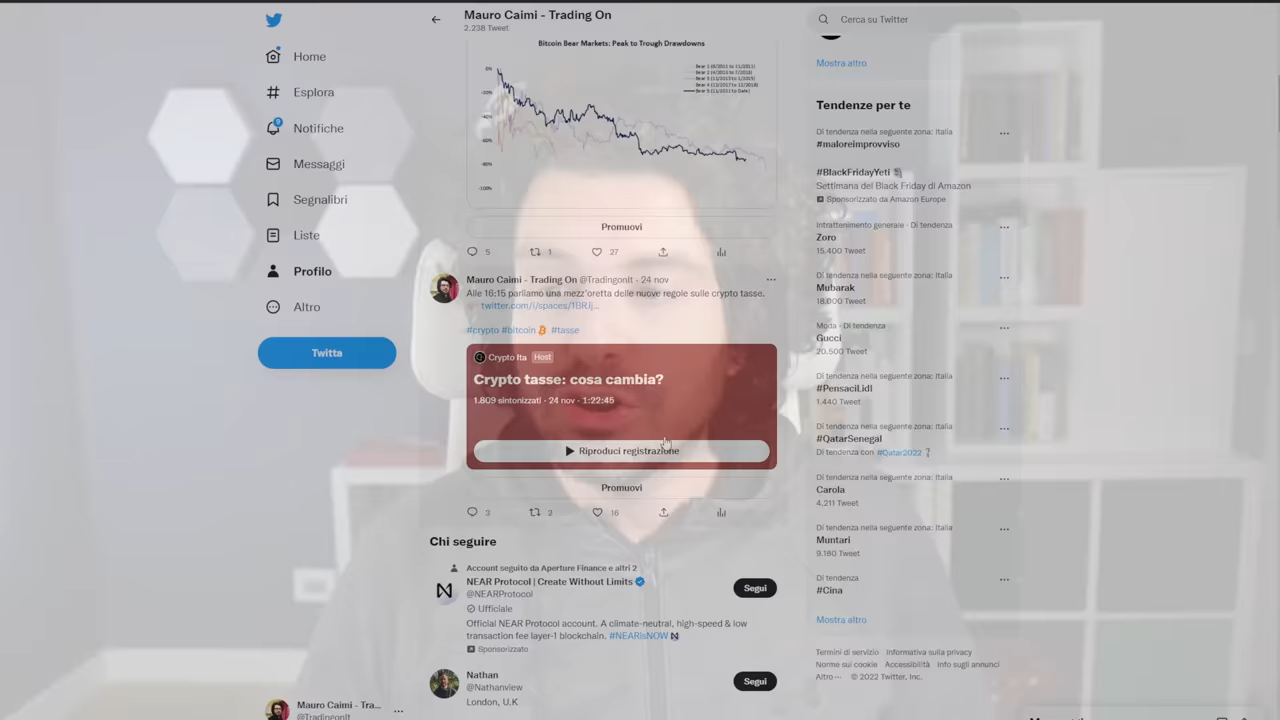 Home
Esplora
Notifiche
Messaggi
Segnalibri
Liste
Profilo
Altro
Twitta
Mauro Caimi - Tra...
@TradingonIt
Mauro Caimi - Trading On
2.238 Tweet
Bitcoin Bear Markets: Peak to Trough Drawdowns
0%
-20%
-40%
-60%
-80%
-100%
Promuovi
5 1 27
Mauro Caimi - Trading On @TradingonIt · 24 nov
Alle 16:15 parliamo una mezz'oretta delle nuove regole sulle crypto tasse.
#crypto #bitcoin #tasse
Crypto Ita Host
Crypto tasse: cosa cambia?
1.809 sintonizzati · 24 nov · 1:22:45
Riproduci registrazione
Promuovi
3 2 16
Chi seguire
Account seguito da Aperture Finance e altri 2
NEAR Protocol | Create Without Limits
@NEARProtocol
Segui
Ufficiale
Official NEAR Protocol account. A climate-neutral, high-speed & low
transaction fee layer-1 blockchain. #NEARisNOW
Sponsorizzato
Nathan
@Nathanview
Segui
London, U.K
Cerca su Twitter
Mostra altro
Tendenze per te
Di tendenza nella seguente zona: Italia
#maloreimprovviso
#BlackFridayYeti
Settimana del Black Friday di Amazon
Sponsorizzato da Amazon Europe
Intrattenimento generale · Di tendenza
Zoro
15.400 Tweet
Di tendenza nella seguente zona: Italia
Mubarak
18.000 Tweet
Moda · Di tendenza
Gucci
20.500 Tweet
Di tendenza nella seguente zona: Italia
#PensaciLidl
1.440 Tweet
Di tendenza nella seguente zona: Italia
#QatarSenegal
Di tendenza con #Qatar2022
Di tendenza nella seguente zona: Italia
Carola
4.211 Tweet
Di tendenza nella seguente zona: Italia
Muntari
9.180 Tweet
Di tendenza
#Cina
Mostra altro
Termini di servizio Informativa sulla privacy
Norme sui cookie Accessibilità Info sugli annunci
Altro ··· © 2022 Twitter, Inc.